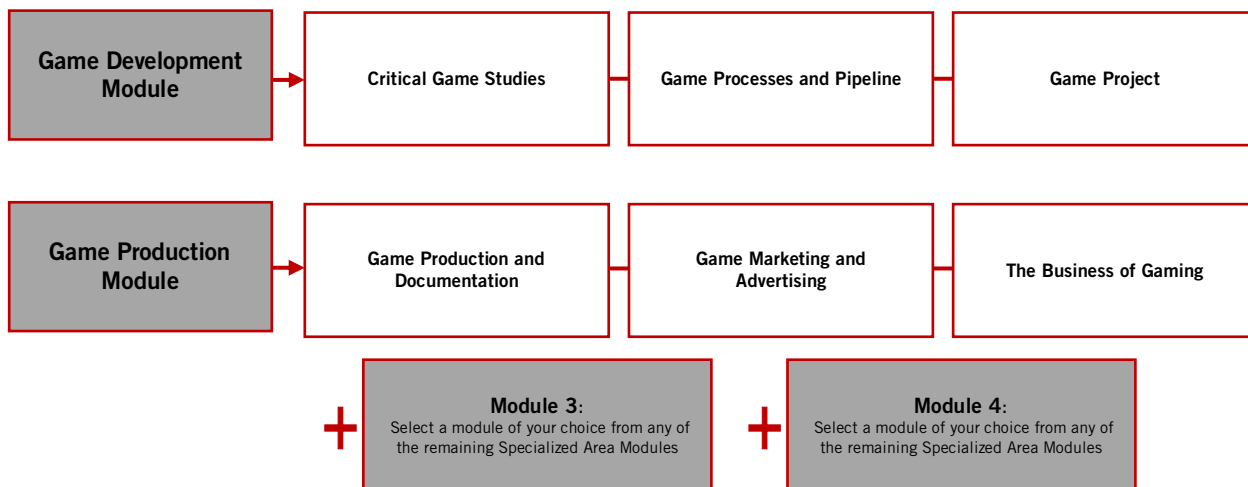 Game Development
Module
Critical Game Studies
Game Processes and Pipeline
Game Project
Game Production
Module
Game Production and
Documentation
Game Marketing and
Advertising
The Business of Gaming
+
Module 3:
Select a module of your choice from any of
the remaining Specialized Area Modules
+
Module 4:
Select a module of your choice from any of
the remaining Specialized Area Modules